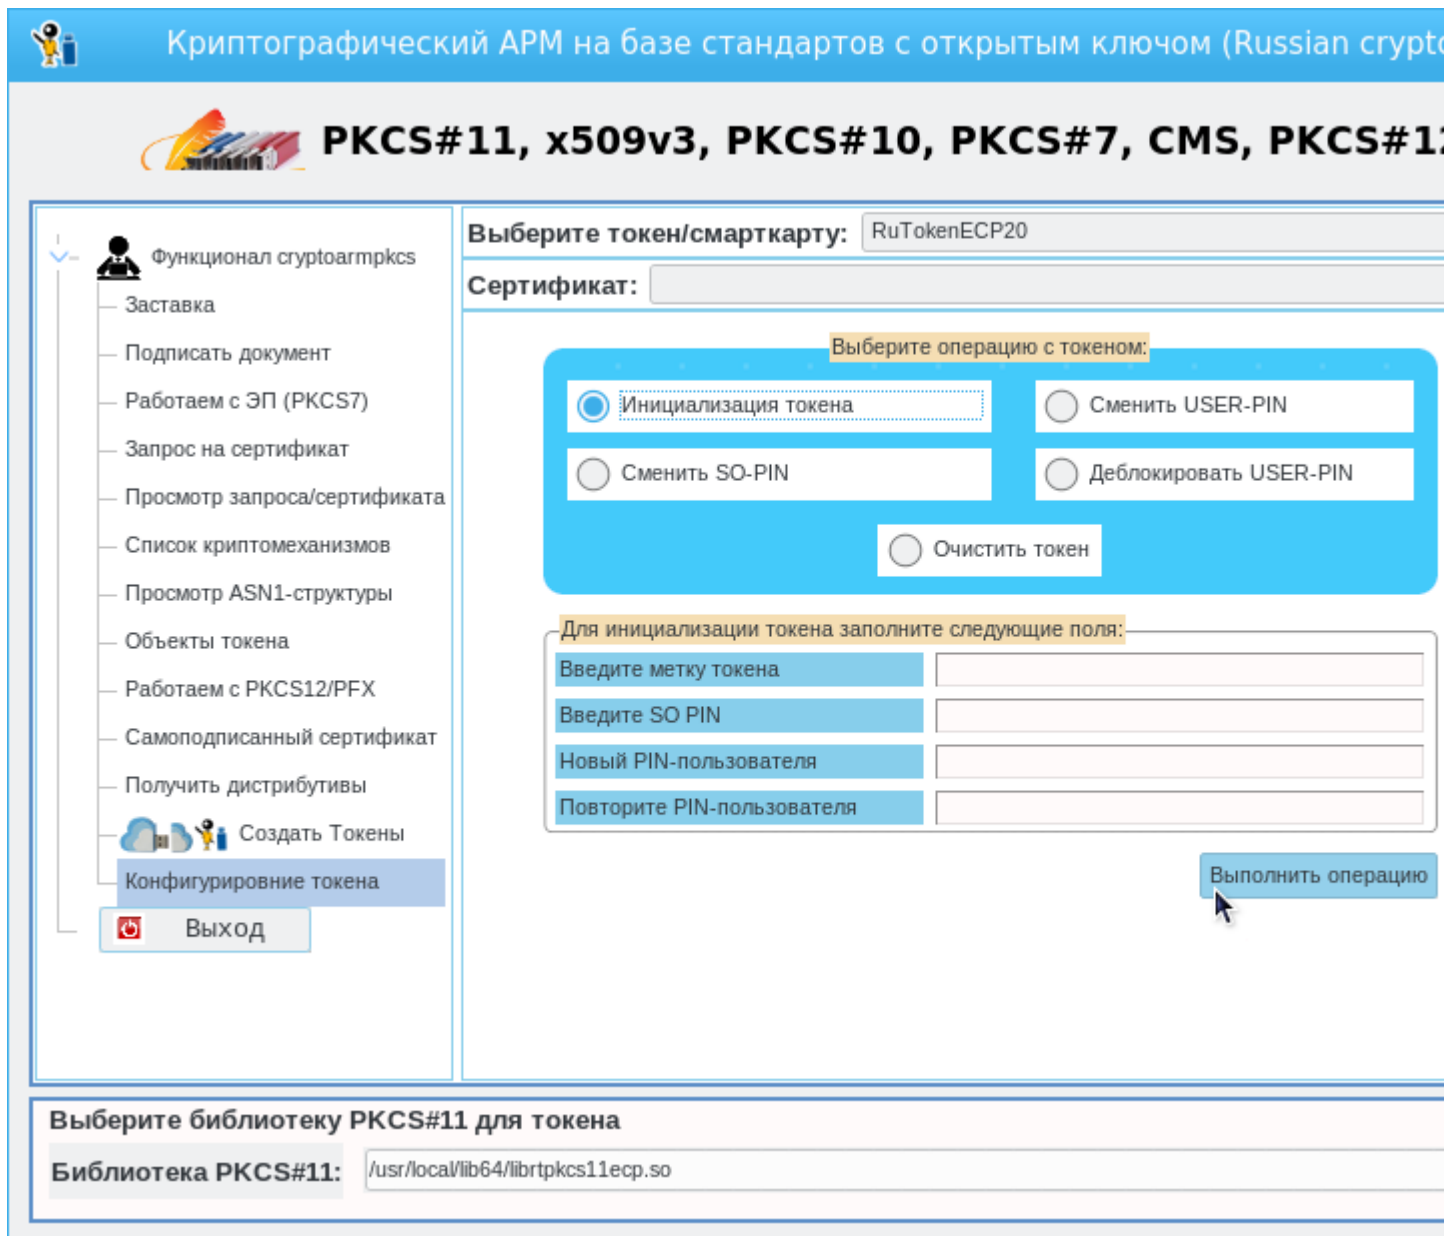 Криптографический АРМ на базе стандартов с открытым ключом (Russian crypto
PKCS#11, x509v3, PKCS#10, PKCS#7, CMS, PKCS#12
Функционал cryptoarmpkcs
Заставка
Подписать документ
Работаем с ЭП (PKCS7)
Запрос на сертификат
Просмотр запроса/сертификата
Список криптомеханизмов
Просмотр ASN1-структуры
Объекты токена
Работаем с PKCS12/PFX
Самоподписанный сертификат
Получить дистрибутивы
Создать Токены
Конфигурировние токена
Выход
Выберите токен/смарткарту: RuTokenECP20
Сертификат:
Выберите операцию с токеном:
Инициализация токена
Сменить USER-PIN
Сменить SO-PIN
Деблокировать USER-PIN
Очистить токен
Для инициализации токена заполните следующие поля:
Введите метку токена
Введите SO PIN
Новый PIN-пользователя
Повторите PIN-пользователя
Выполнить операцию
Выберите библиотеку PKCS#11 для токена
Библиотека PKCS#11: /usr/local/lib64/librtpkcs11ecp.so